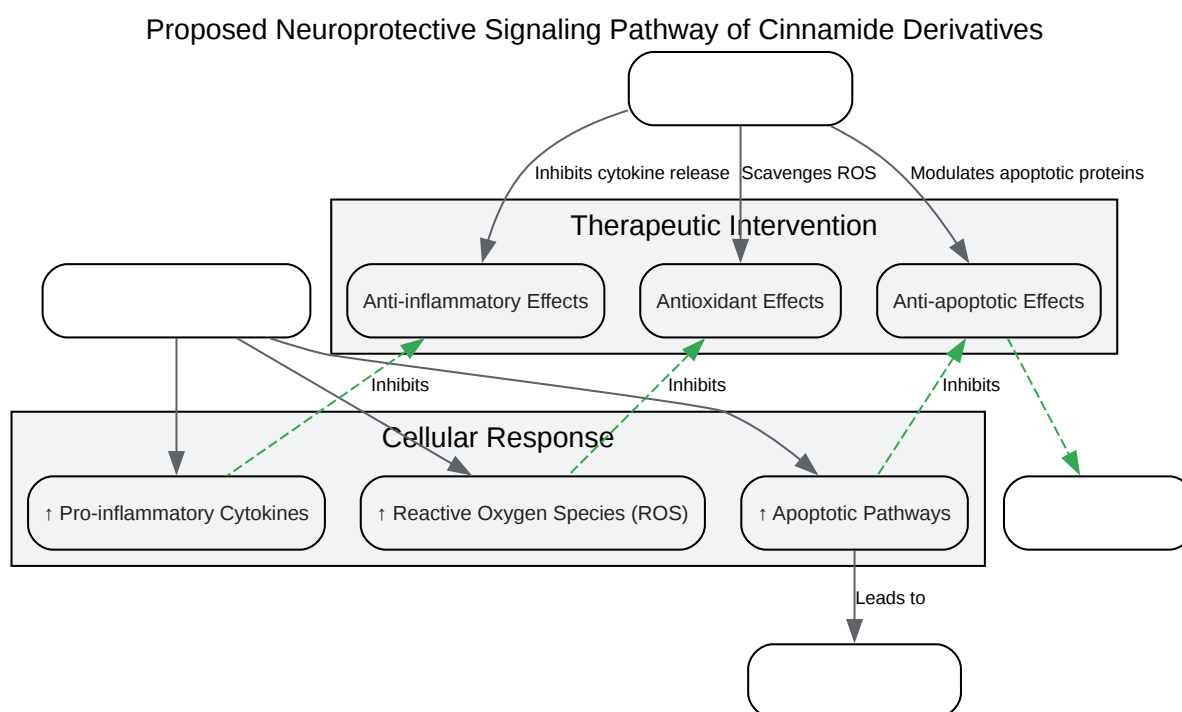 Proposed Neuroprotective Signaling Pathway of Cinnamide Derivatives
Inhibits cytokine release
Scavenges ROS
Modulates apoptotic proteins
Therapeutic Intervention
Anti-inflammatory Effects
Antioxidant Effects
Anti-apoptotic Effects
Inhibits
Inhibits
Inhibits
Cellular Response
↑ Pro-inflammatory Cytokines
↑ Reactive Oxygen Species (ROS)
↑ Apoptotic Pathways
Leads to